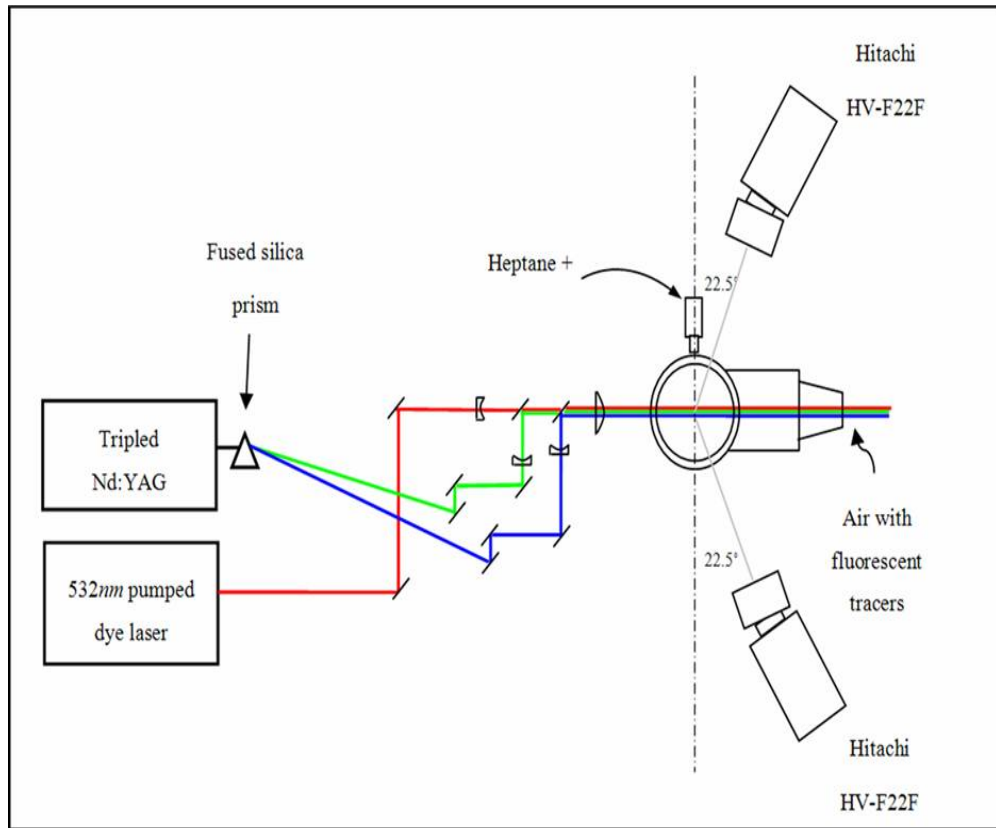 Hitachi
HV-F22F
Fused silica
prism
Heptane +
22.5°
Tripled
Nd:YAG
532nm pumped
dye laser
Air with
fluorescent
tracers
22.5°
Hitachi
HV-F22F